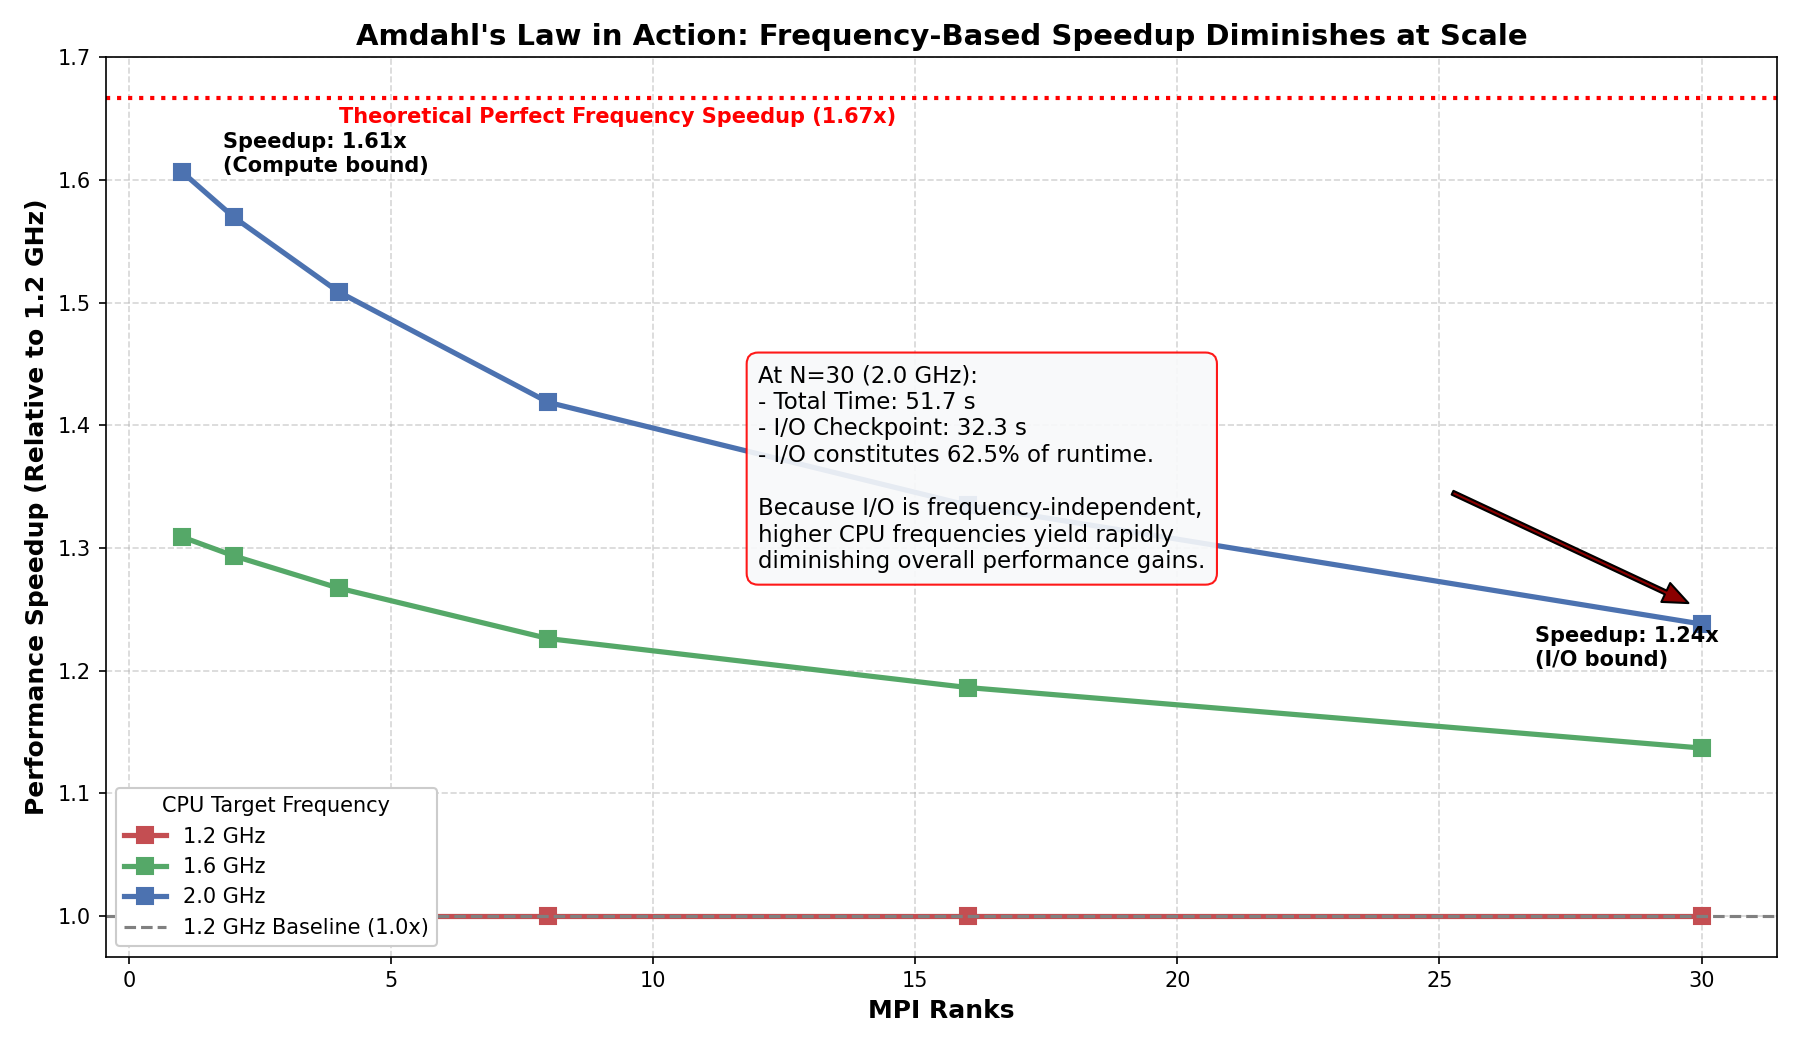 Amdahl's Law in Action: Frequency-Based Speedup Diminishes at Scale
Performance Speedup (Relative to 1.2 GHz)
1.7
1.6
1.5
1.4
1.3
1.2
1.1
1.0
Theoretical Perfect Frequency Speedup (1.67x)
Speedup: 1.61x
(Compute bound)
At N=30 (2.0 GHz):
- Total Time: 51.7 s
- I/O Checkpoint: 32.3 s
- I/O constitutes 62.5% of runtime.
Because I/O is frequency-independent,
higher CPU frequencies yield rapidly
diminishing overall performance gains.
Speedup: 1.24x
(I/O bound)
CPU Target Frequency
1.2 GHz
1.6 GHz
2.0 GHz
1.2 GHz Baseline (1.0x)
0
5
10
15
20
25
30
MPI Ranks